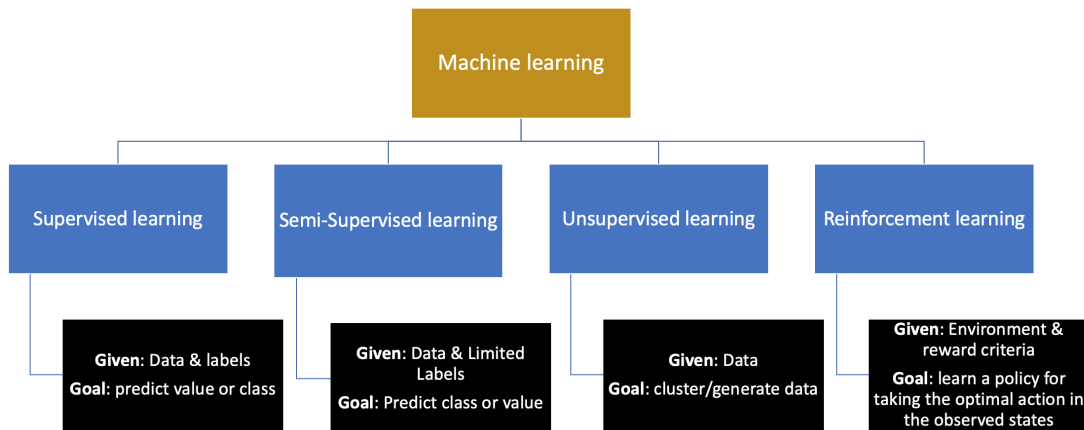 Machine learning
Supervised learning
Semi-Supervised learning
Unsupervised learning
Reinforcement learning
Given: Data & labels
Goal: predict value or class
Given: Data & Limited
Labels
Goal: Predict class or value
Given: Data
Goal: cluster/generate data
Given: Environment &
reward criteria
Goal: learn a policy for
taking the optimal action in
the observed states